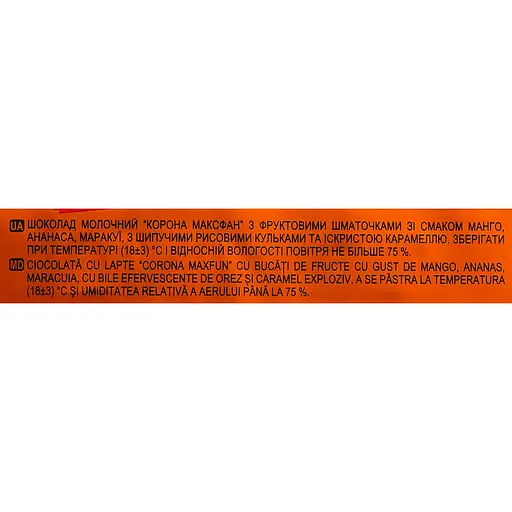 UA ШОКОЛАД МОЛОЧНИЙ "КОРОНА МАКСФАН" З ФРУКТОВИМИ ШМАТОЧКАМИ ЗІ СМАКОМ МАНГО,
АНАНАСА, МАРАКУЇ, З ШИПУЧИМИ РИСОВИМИ КУЛЬКАМИ ТА ІСКРИСТОЮ КАРАМЕЛЛЮ. ЗБЕРІГАТИ
ПРИ ТЕМПЕРАТУРІ (18±3) °C І ВІДНОСНІЙ ВОЛОГОСТІ ПОВІТРЯ НЕ БІЛЬШЕ 75 %.
MD CIOCOLATĂ CU LAPTE "CORONA MAXFUN" CU BUCĂȚI DE FRUCTE CU GUST DE MANGO, ANANAS,
MARACUIA, CU BILE EFERVESCENTE DE OREZ ȘI CARAMEL EXPLOZIV. A SE PĂSTRA LA TEMPERATURA
(18±3) °C ȘI UMIDITATEA RELATIVĂ A AERULUI PÂNĂ LA 75 %.